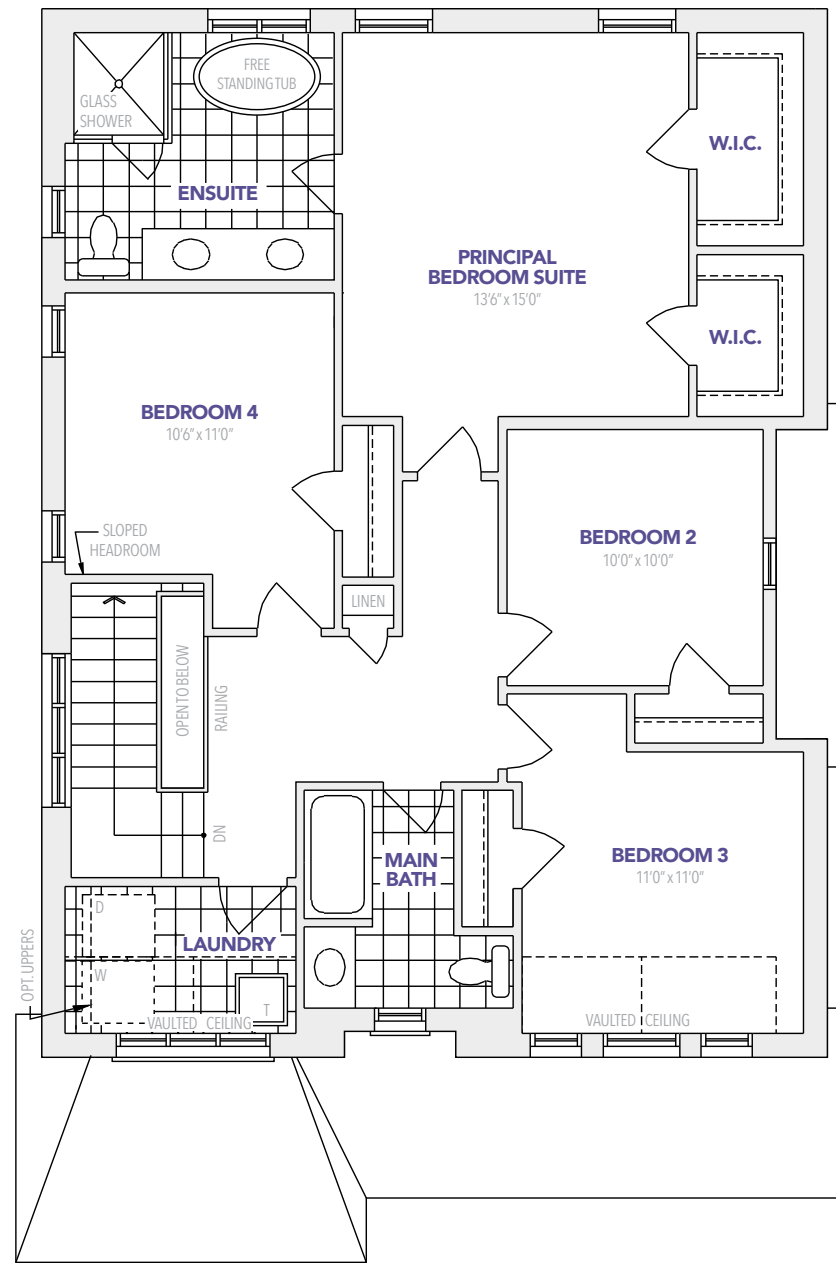 FREE
STANDING TUB
GLASS
SHOWER
W.I.C.
ENSUITE
PRINCIPAL
BEDROOM SUITE
13'6" x 15'0"
W.I.C.
BEDROOM 4
10'6" x 11'0"
SLOPED
HEADROOM
BEDROOM 2
10'0" x 10'0"
LINEN
OPEN TO BELOW
RAILING
DN
MAIN
BATH
BEDROOM 3
11'0" x 11'0"
D
LAUNDRY
OPT. UPPERS
W
T
VAULTED CEILING
VAULTED CEILING